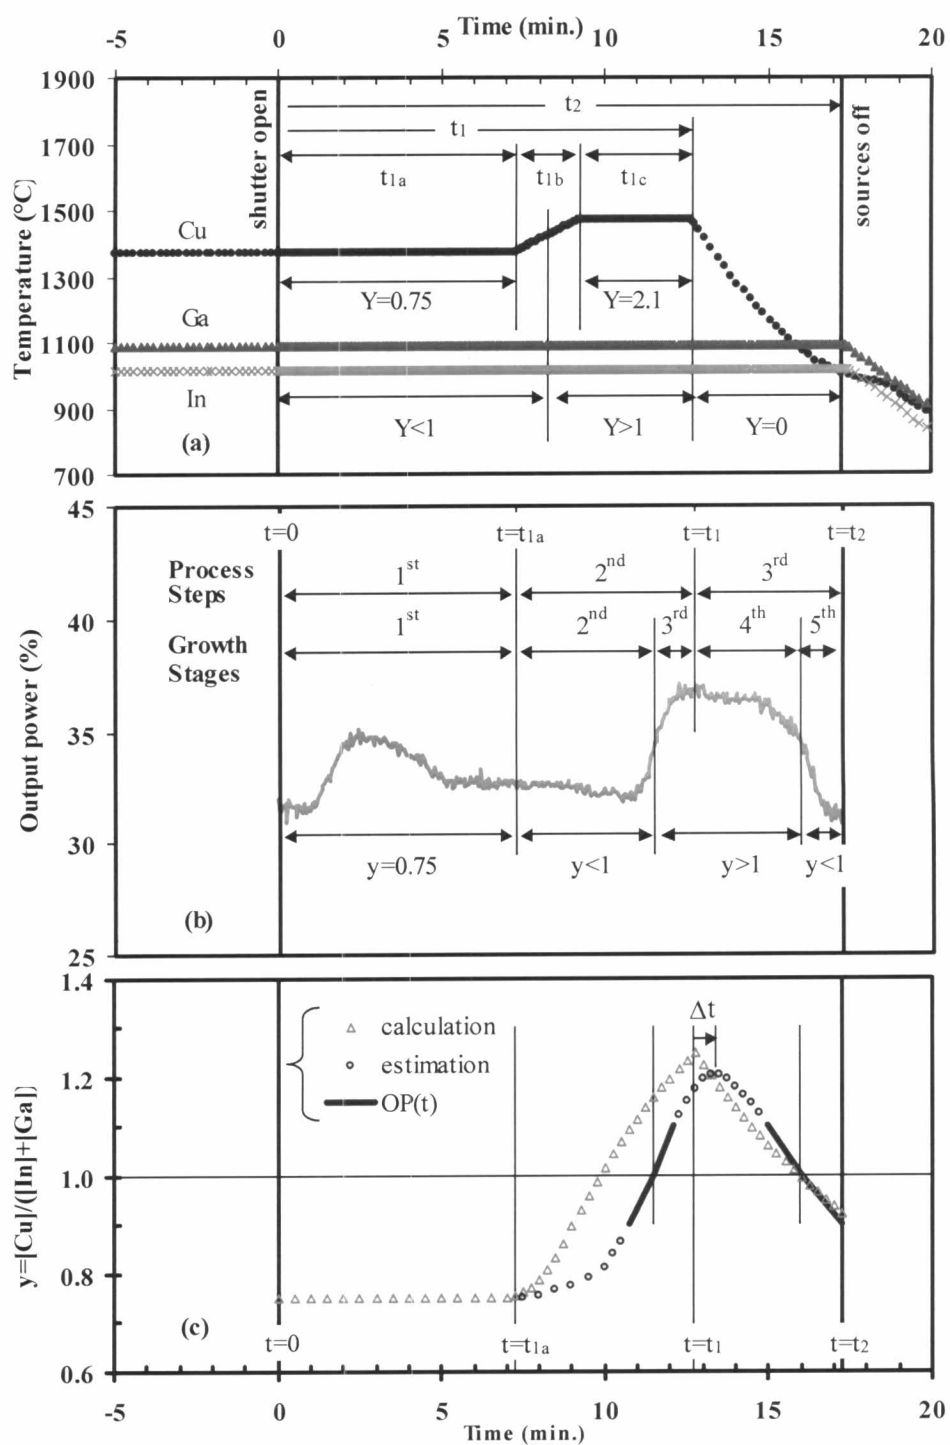 Time (min.)
-5 0 5 10 15 20
1900
1700
1500
1300
1100
900
700
Temperature (°C)
shutter open
sources off
t2
t1
t1a t1b t1c
Cu
Y=0.75 Y=2.1
Ga
In
Y<1 Y>1 Y=0
(a)
45
40
35
30
25
Output power (%)
t=0 t=t1a t=t1 t=t2
Process Steps 1st 2nd 3rd
Growth Stages 1st 2nd 3rd 4th 5th
y=0.75 y<1 y>1 y<1
(b)
1.4
1.2
1.0
0.8
0.6
y=[Cu]/([In]+[Ga])
calculation
estimation
OP(t)
Δt
(c)
t=0 t=t1a t=t1 t=t2
-5 0 5 10 15 20
Time (min.)